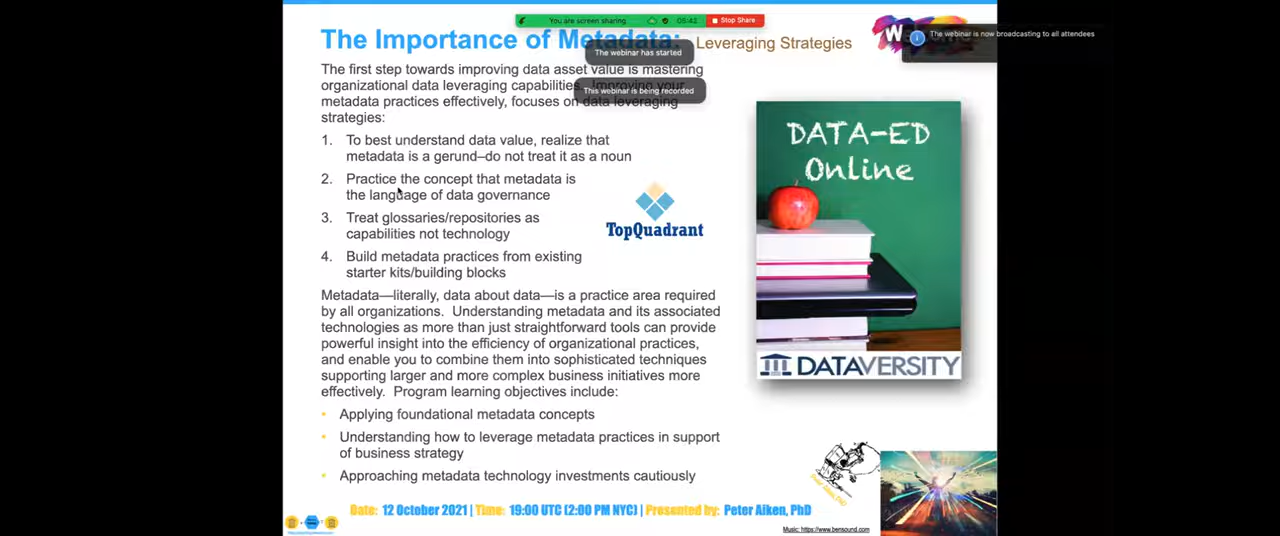 You are screen sharing 05:42 Stop Share
The Importance of Metadata: Leveraging Strategies
The webinar is now broadcasting to all attendees
The webinar has started
The first step towards improving data asset value is mastering
organizational data leveraging capabilities. Improving your
This webinar is being recorded
metadata practices effectively, focuses on data leveraging
strategies:
1. To best understand data value, realize that
metadata is a gerund–do not treat it as a noun
2. Practice the concept that metadata is
the language of data governance
3. Treat glossaries/repositories as
capabilities not technology
4. Build metadata practices from existing
starter kits/building blocks
Metadata—literally, data about data—is a practice area required
by all organizations. Understanding metadata and its associated
technologies as more than just straightforward tools can provide
powerful insight into the efficiency of organizational practices,
and enable you to combine them into sophisticated techniques
supporting larger and more complex business initiatives more
effectively. Program learning objectives include:
• Applying foundational metadata concepts
• Understanding how to leverage metadata practices in support
of business strategy
• Approaching metadata technology investments cautiously
TopQuadrant
DATA-ED
Online
DATAVERSITY
Peter Aiken, PhD
Date: 12 October 2021 | Time: 19:00 UTC (2:00 PM NYC) | Presented by: Peter Aiken, PhD
Music: https://www.bensound.com